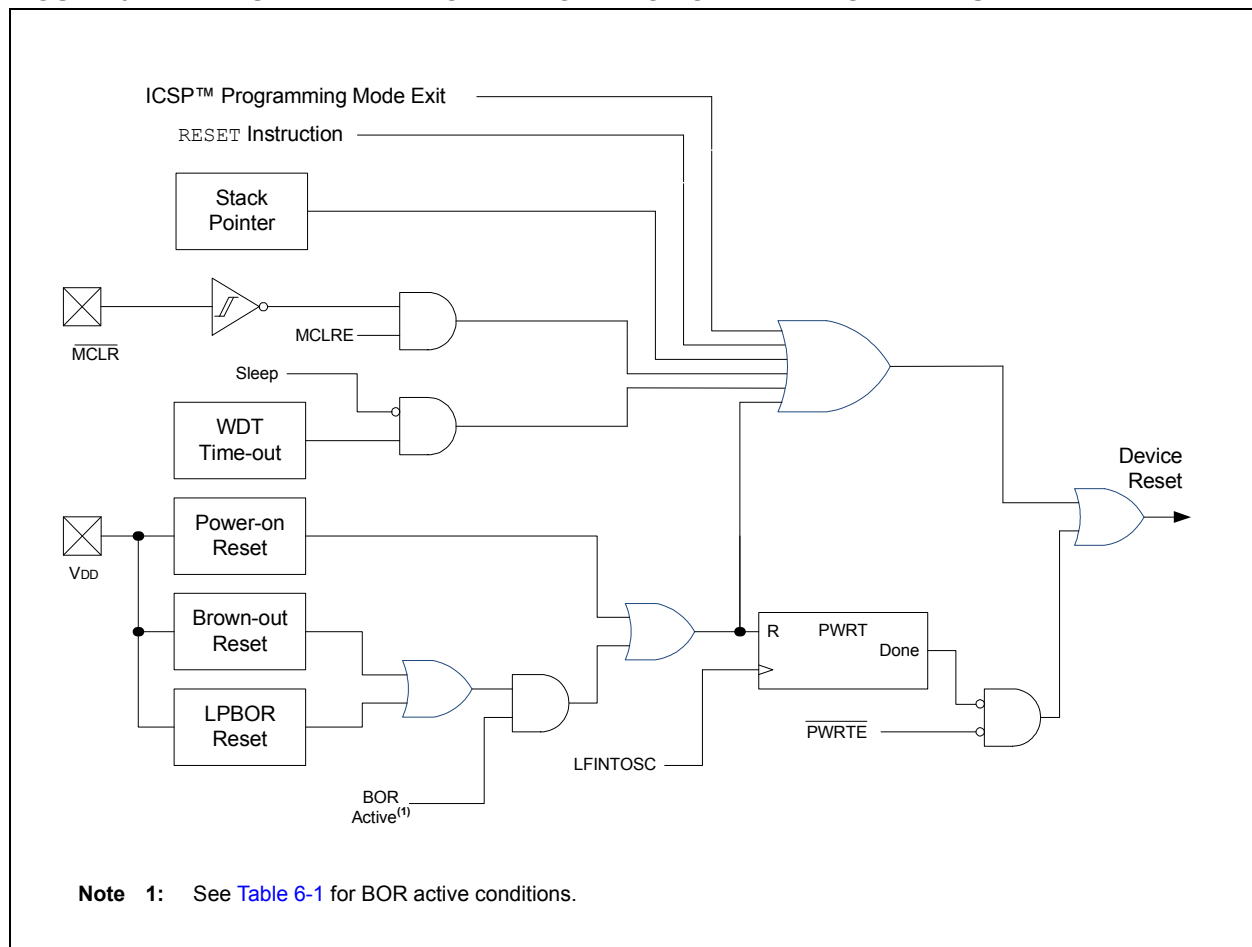 ICSP™ Programming Mode Exit
RESET Instruction
Stack
Pointer
MCLR
MCLRE
Sleep
WDT
Time-out
VDD
Power-on
Reset
Brown-out
Reset
LPBOR
Reset
BOR
Active(1)
R PWRT
Done
LFINTOSC
PWRTE
Device
Reset
Note 1: See Table 6-1 for BOR active conditions.